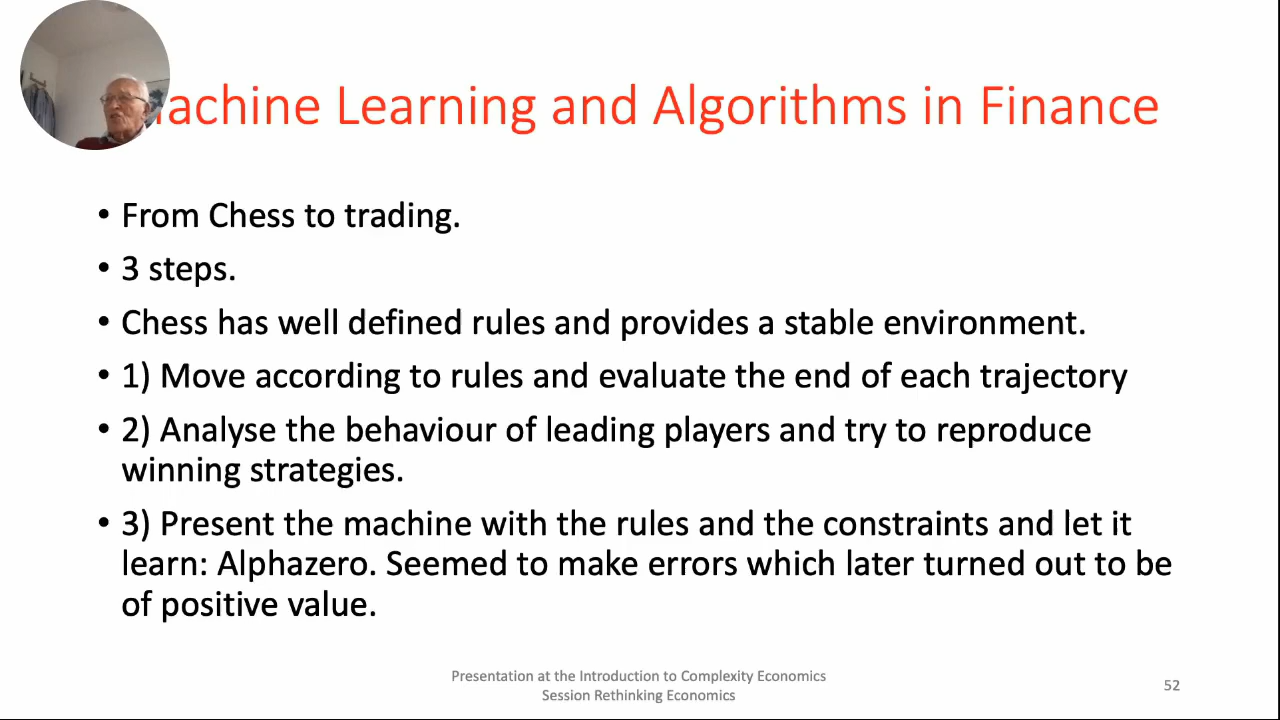 achine Learning and Algorithms in Finance
• From Chess to trading.
• 3 steps.
• Chess has well defined rules and provides a stable environment.
• 1) Move according to rules and evaluate the end of each trajectory
• 2) Analyse the behaviour of leading players and try to reproduce
winning strategies.
• 3) Present the machine with the rules and the constraints and let it
learn: Alphazero. Seemed to make errors which later turned out to be
of positive value.
Presentation at the Introduction to Complexity Economics
Session Rethinking Economics
52